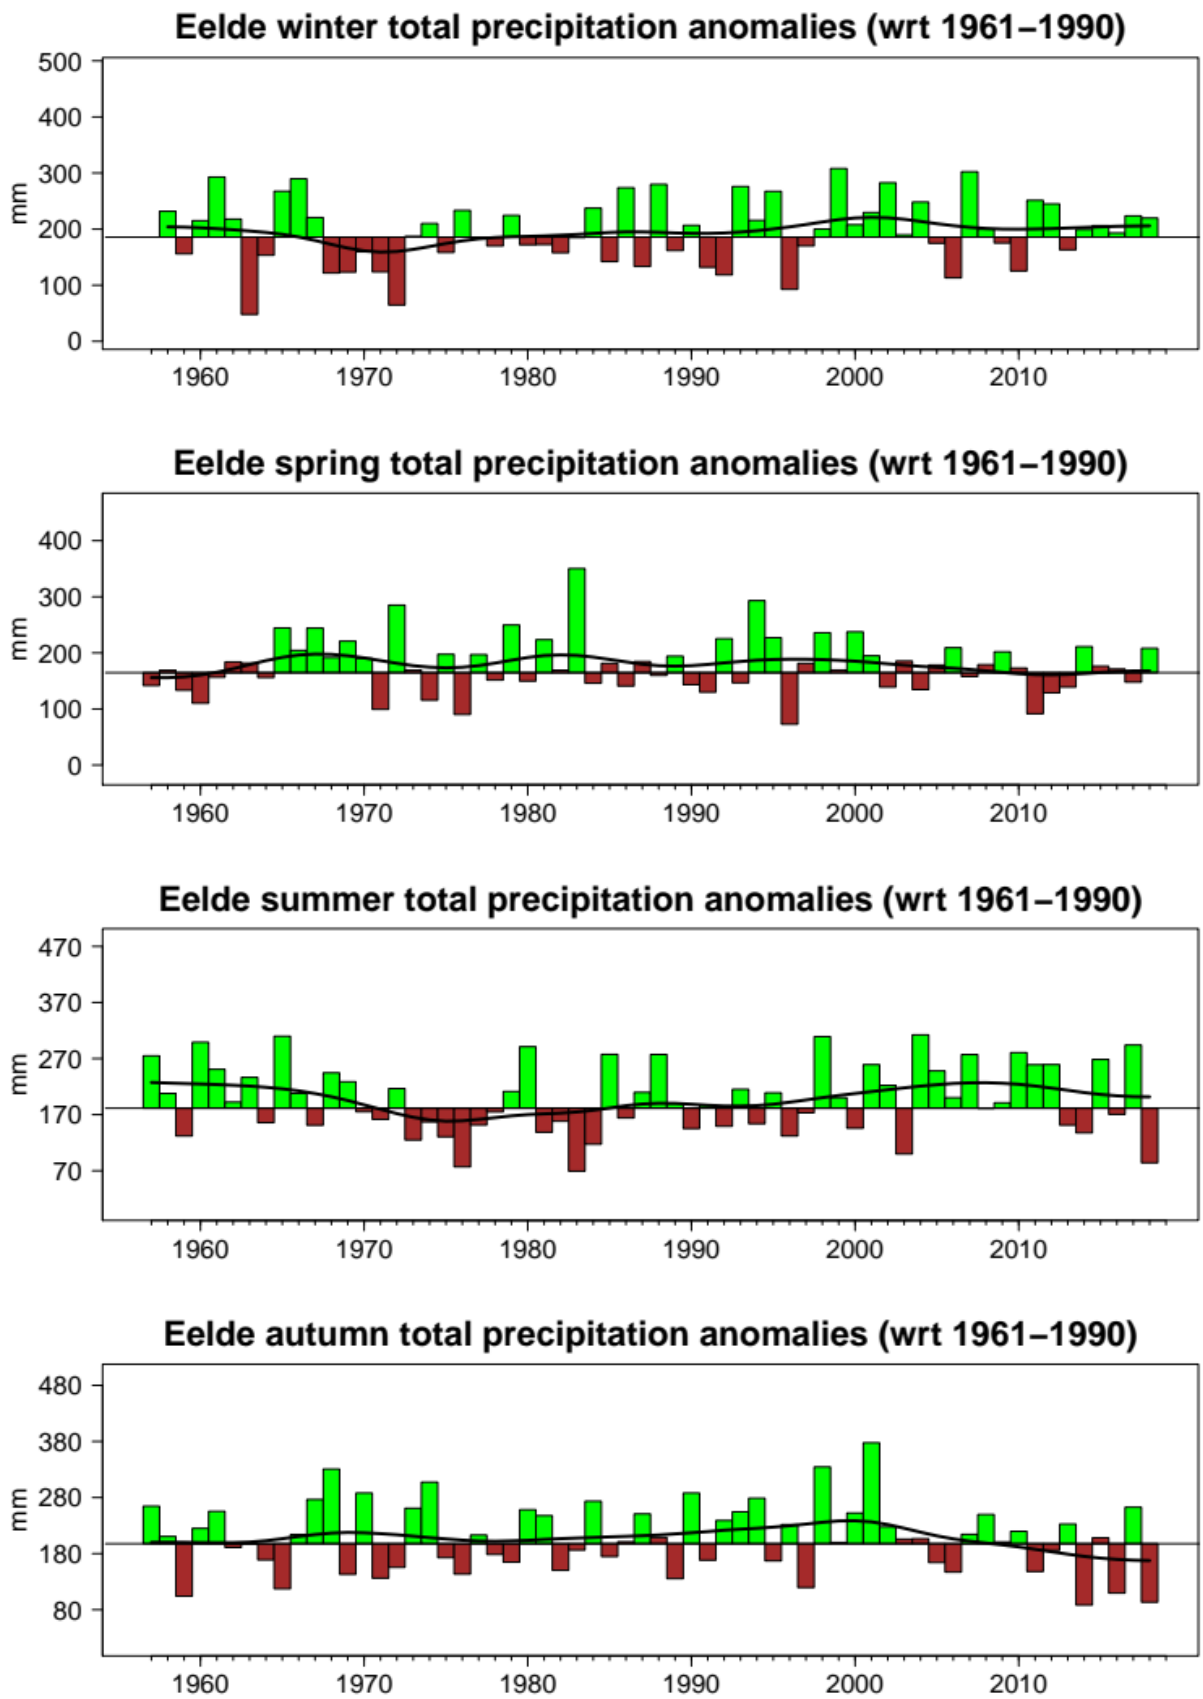 Eelde winter total precipitation anomalies (wrt 1961−1990)
500
400
300
200
100
0
mm
1960 1970 1980 1990 2000 2010
Eelde spring total precipitation anomalies (wrt 1961−1990)
400
300
200
100
0
mm
1960 1970 1980 1990 2000 2010
Eelde summer total precipitation anomalies (wrt 1961−1990)
470
370
270
170
70
mm
1960 1970 1980 1990 2000 2010
Eelde autumn total precipitation anomalies (wrt 1961−1990)
480
380
280
180
80
mm
1960 1970 1980 1990 2000 2010